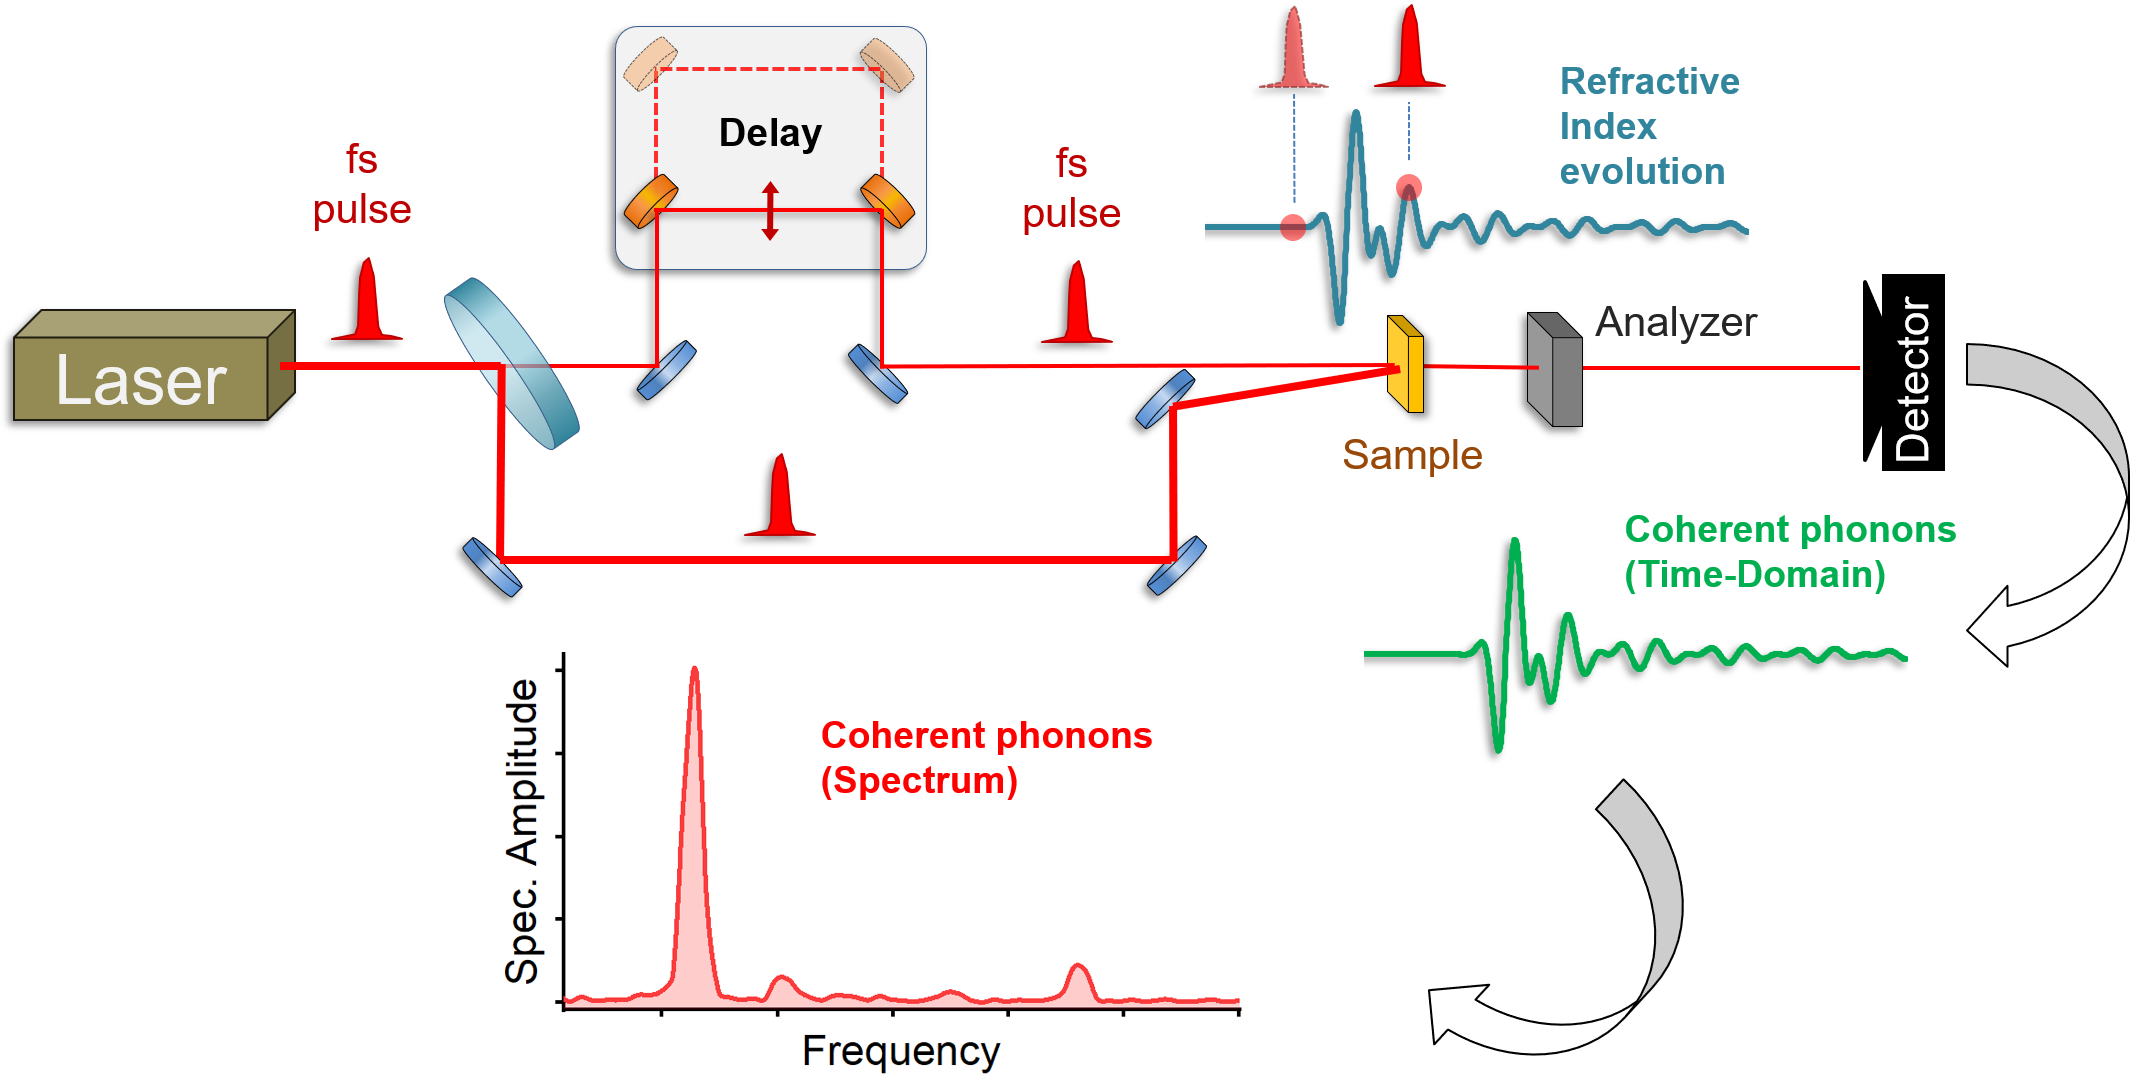 Laser
fs
pulse
Delay
fs
pulse
Refractive
Index
evolution
Sample
Analyzer
Detector
Coherent phonons
(Time-Domain)
Coherent phonons
(Spectrum)
Spec. Amplitude
Frequency